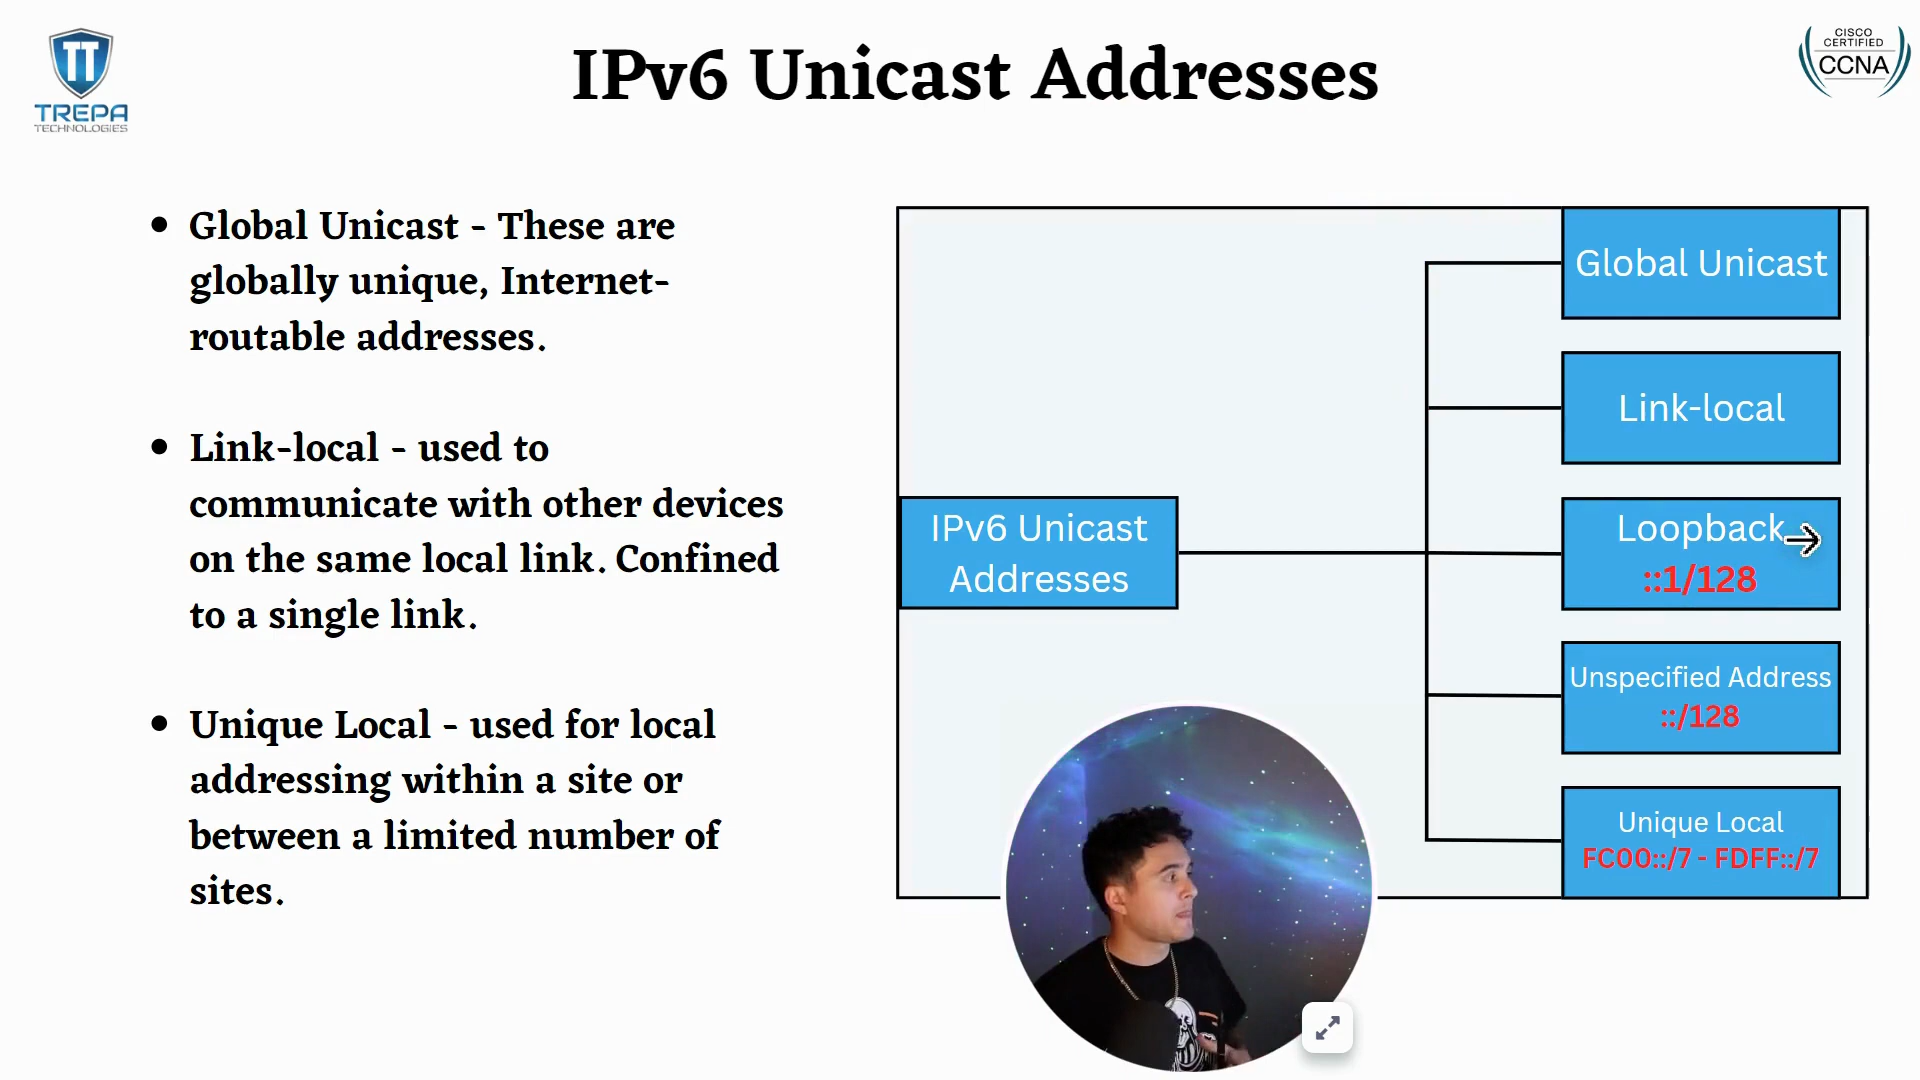 TT
TREPA
TECHNOLOGIES
IPv6 Unicast Addresses
CISCO
CERTIFIED
CCNA
• Global Unicast - These are
globally unique, Internet-
routable addresses.
• Link-local - used to
communicate with other devices
on the same local link. Confined
to a single link.
• Unique Local - used for local
addressing within a site or
between a limited number of
sites.
IPv6 Unicast
Addresses
Global Unicast
Link-local
Loopback
::1/128
Unspecified Address
::/128
Unique Local
FC00::/7 - FDFF::/7